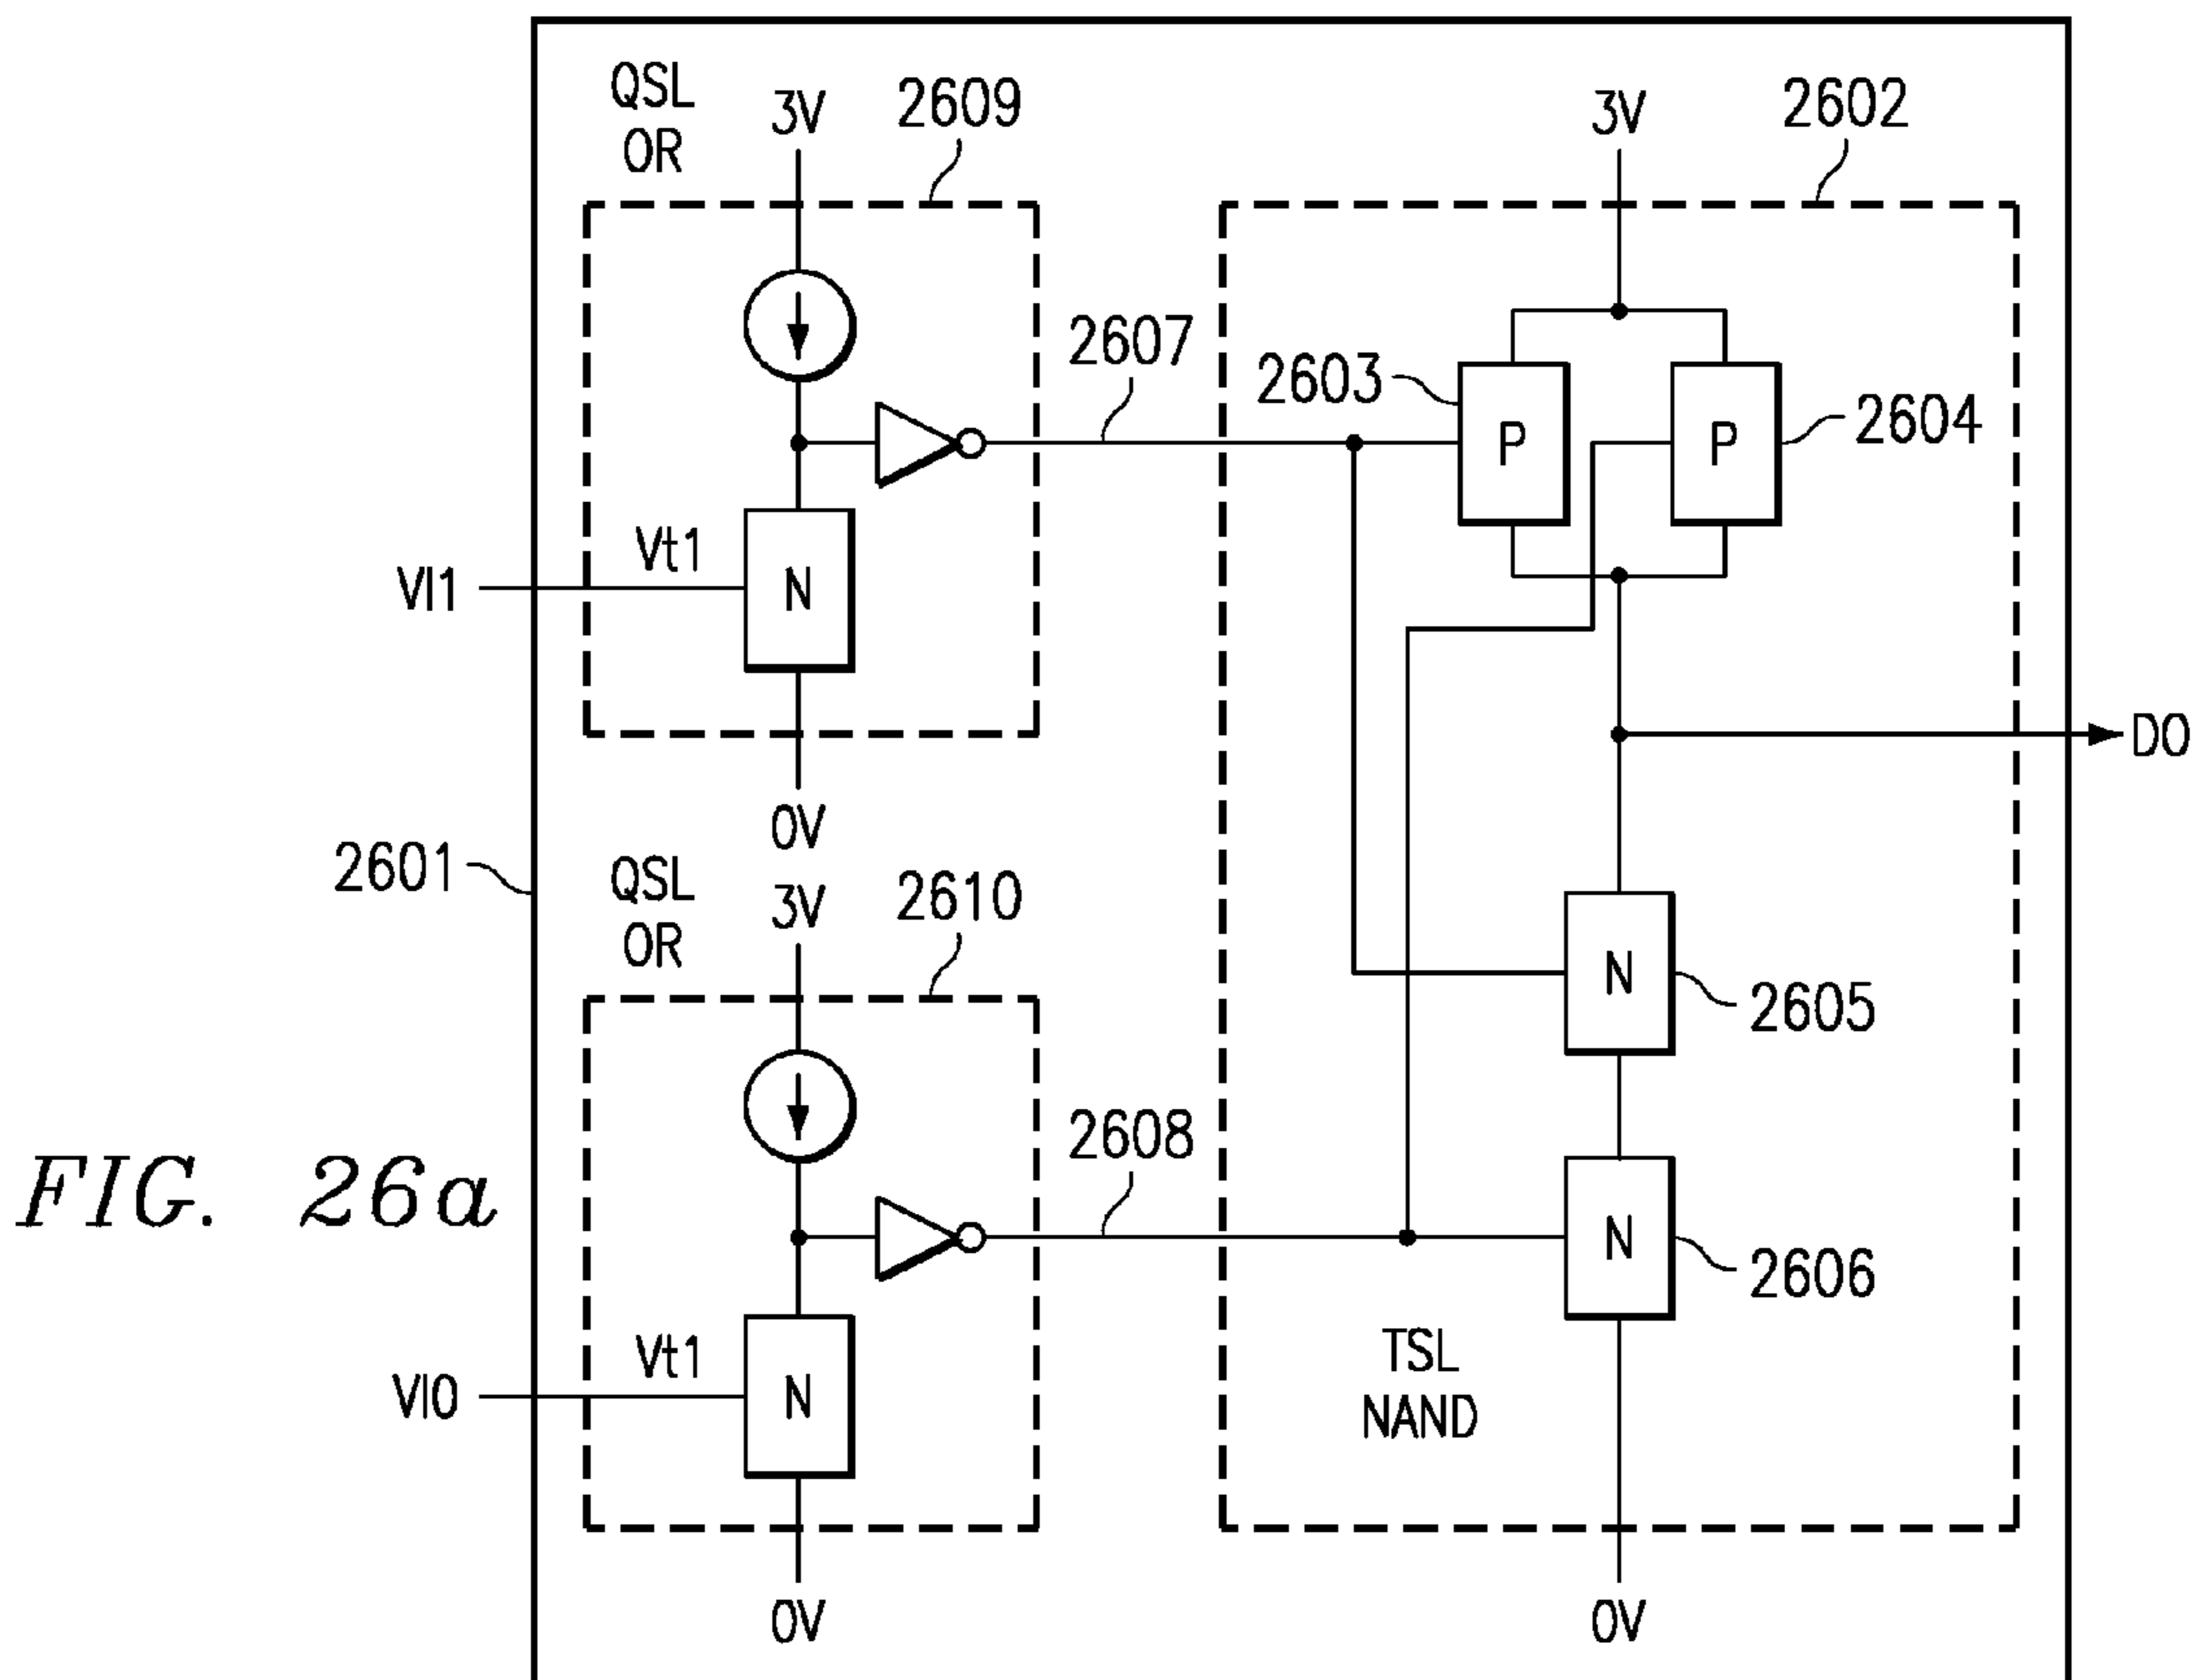 QSL
OR
3V
2609
3V
2602
2607
2603
P
P
2604
VI1
Vt1
N
0V
DO
2601
QSL
OR
3V
2610
N
2605
2608
N
2606
FIG. 26a
VI0
Vt1
N
TSL
NAND
0V
0V